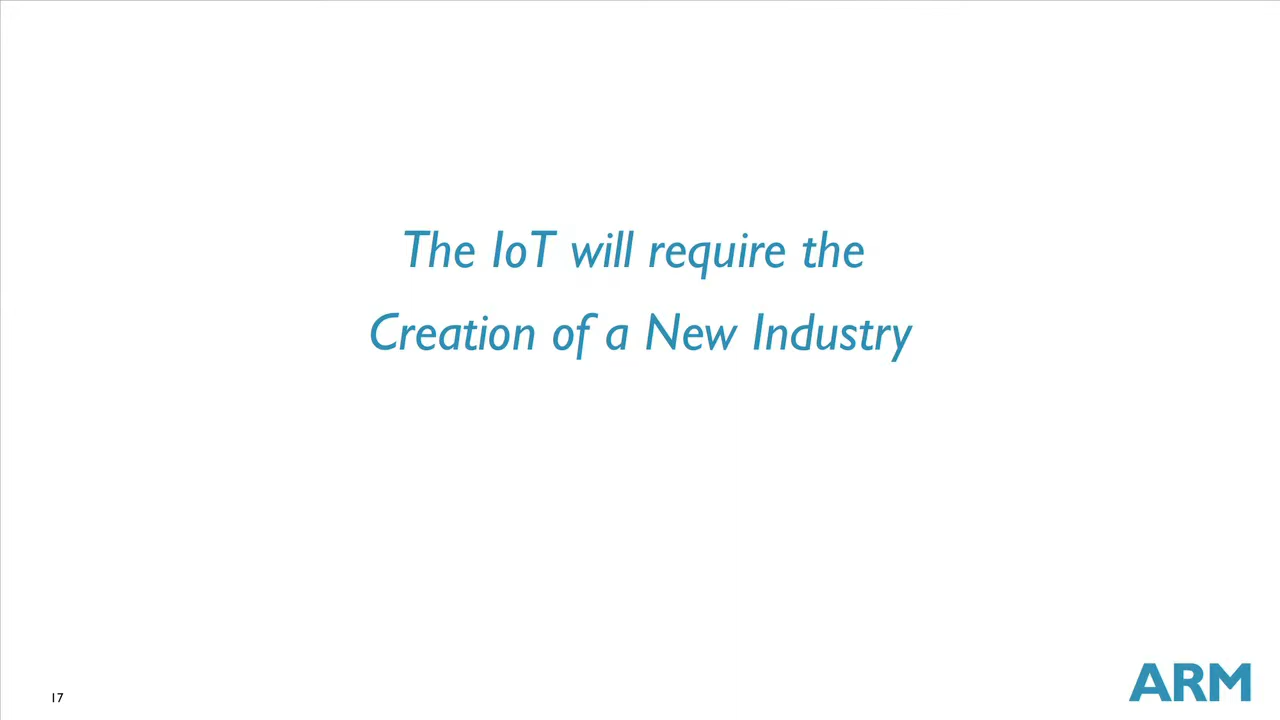 The IoT will require the
Creation of a New Industry
17
ARM